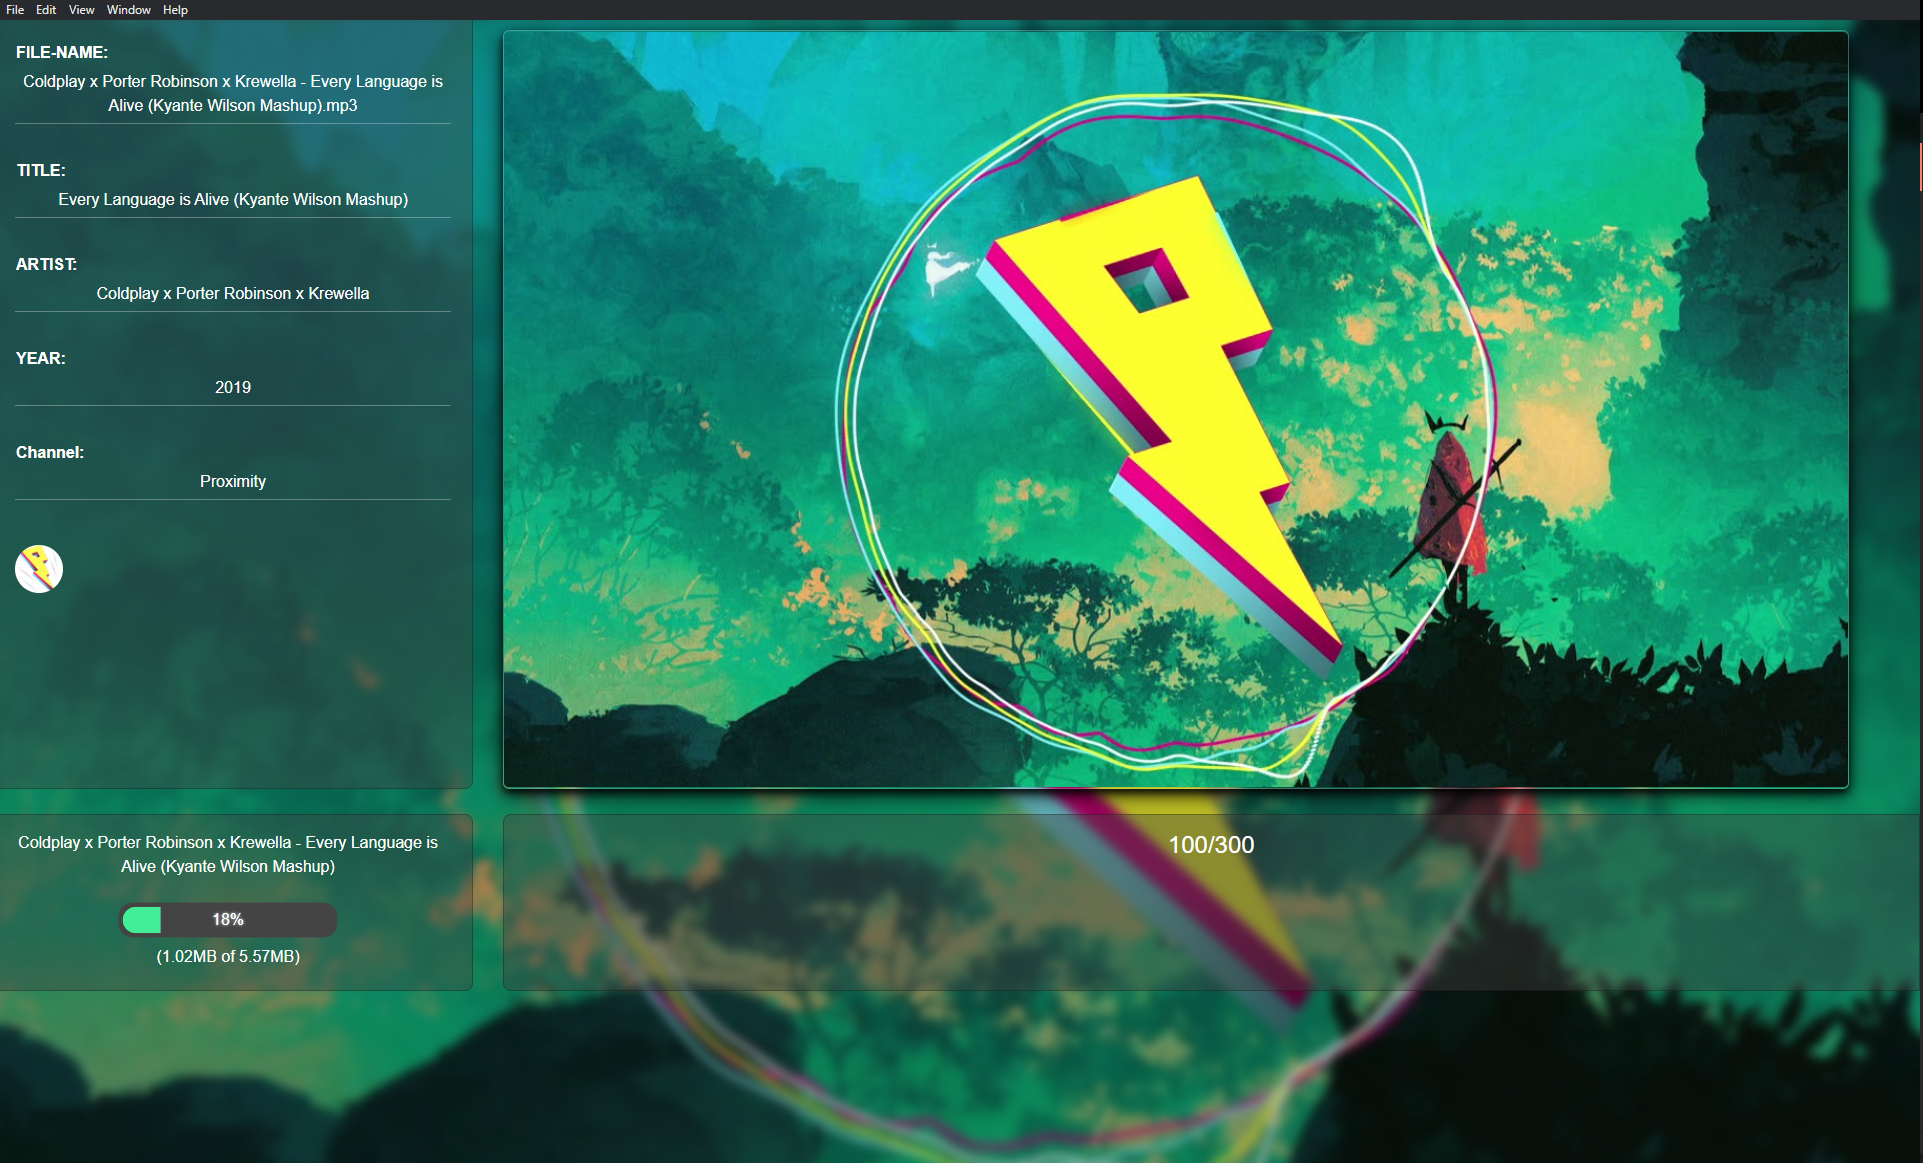 File Edit View Window Help
FILE-NAME:
Coldplay x Porter Robinson x Krewella - Every Language is
Alive (Kyante Wilson Mashup).mp3
TITLE:
Every Language is Alive (Kyante Wilson Mashup)
ARTIST:
Coldplay x Porter Robinson x Krewella
YEAR:
2019
Channel:
Proximity
Coldplay x Porter Robinson x Krewella - Every Language is
Alive (Kyante Wilson Mashup)
18%
(1.02MB of 5.57MB)
100/300